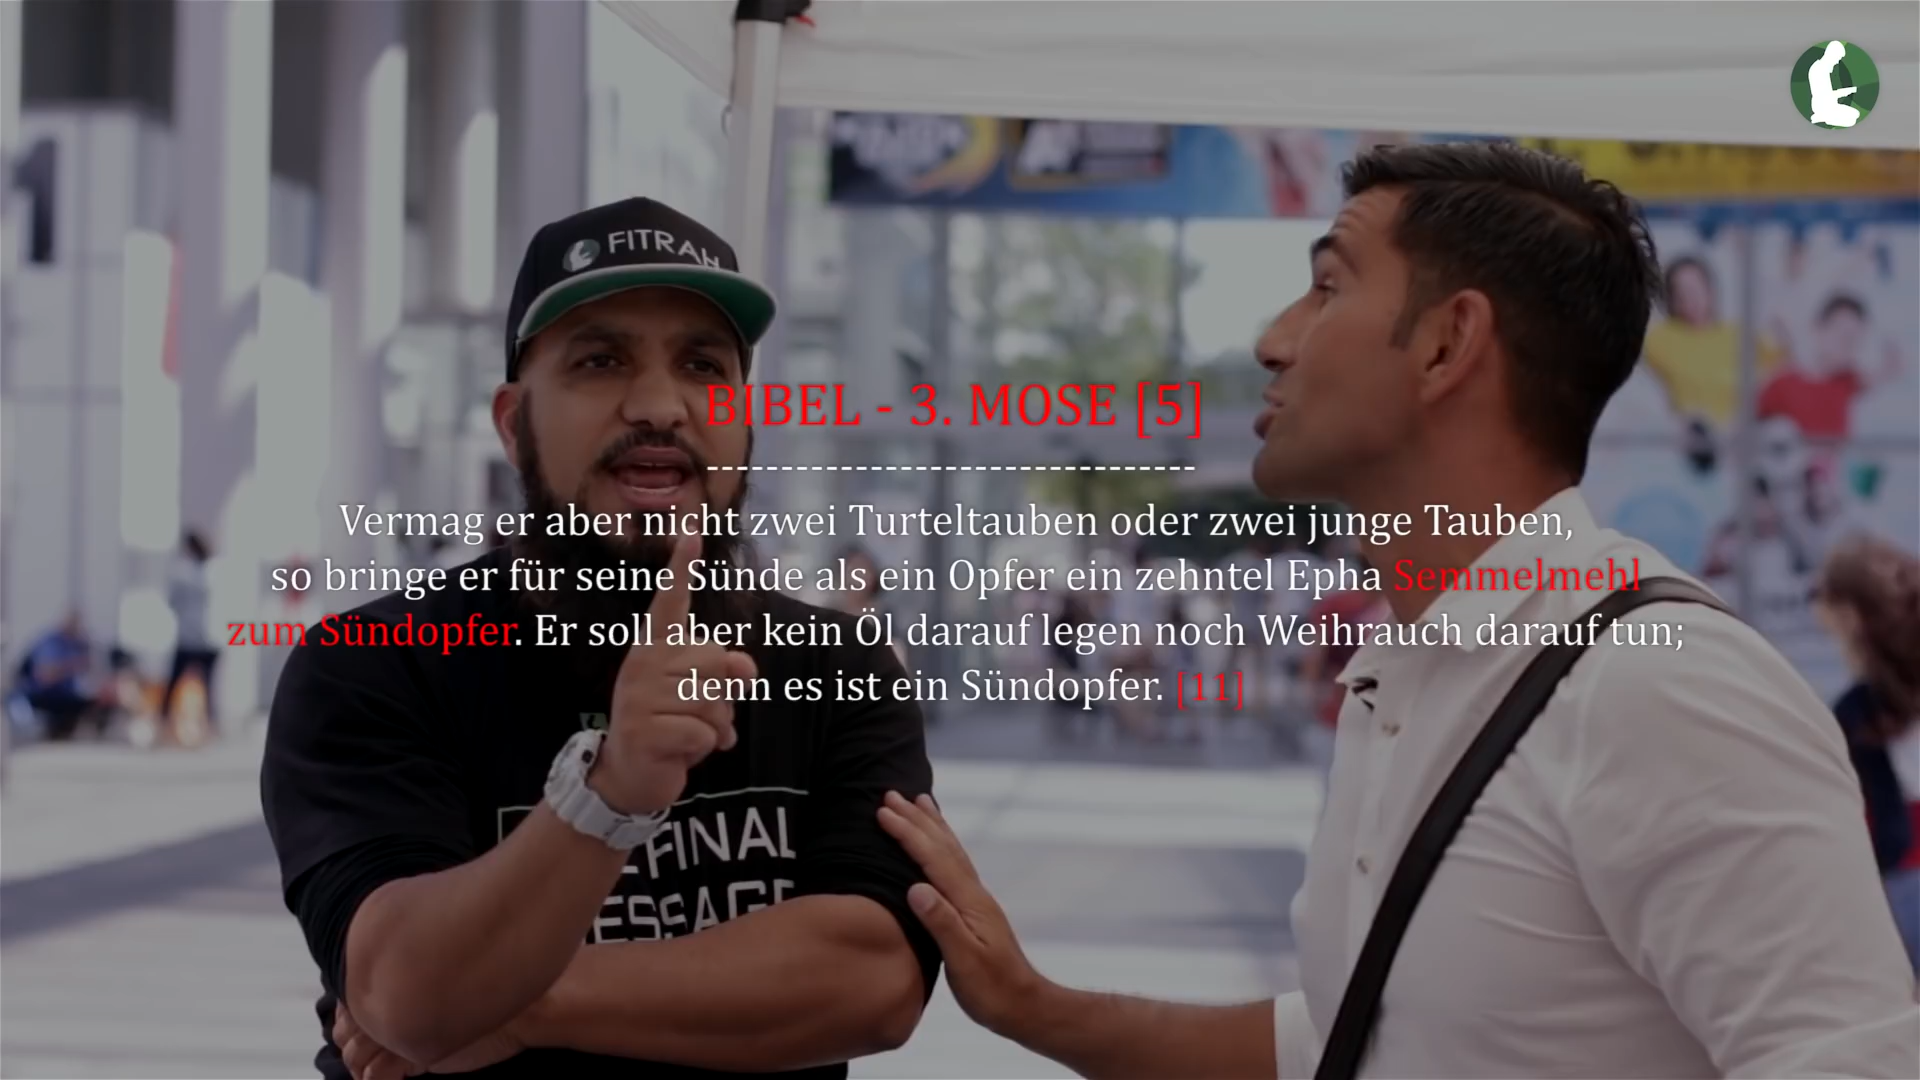 FITRAH
BIBEL - 3. MOSE [5]
---------------------------------
Vermag er aber nicht zwei Turteltauben oder zwei junge Tauben,
so bringe er für seine Sünde als ein Opfer ein zehntel Epha Semmelmehl
zum Sündopfer. Er soll aber kein Öl darauf legen noch Weihrauch darauf tun;
denn es ist ein Sündopfer. [11]
FINAL
ESSAGE